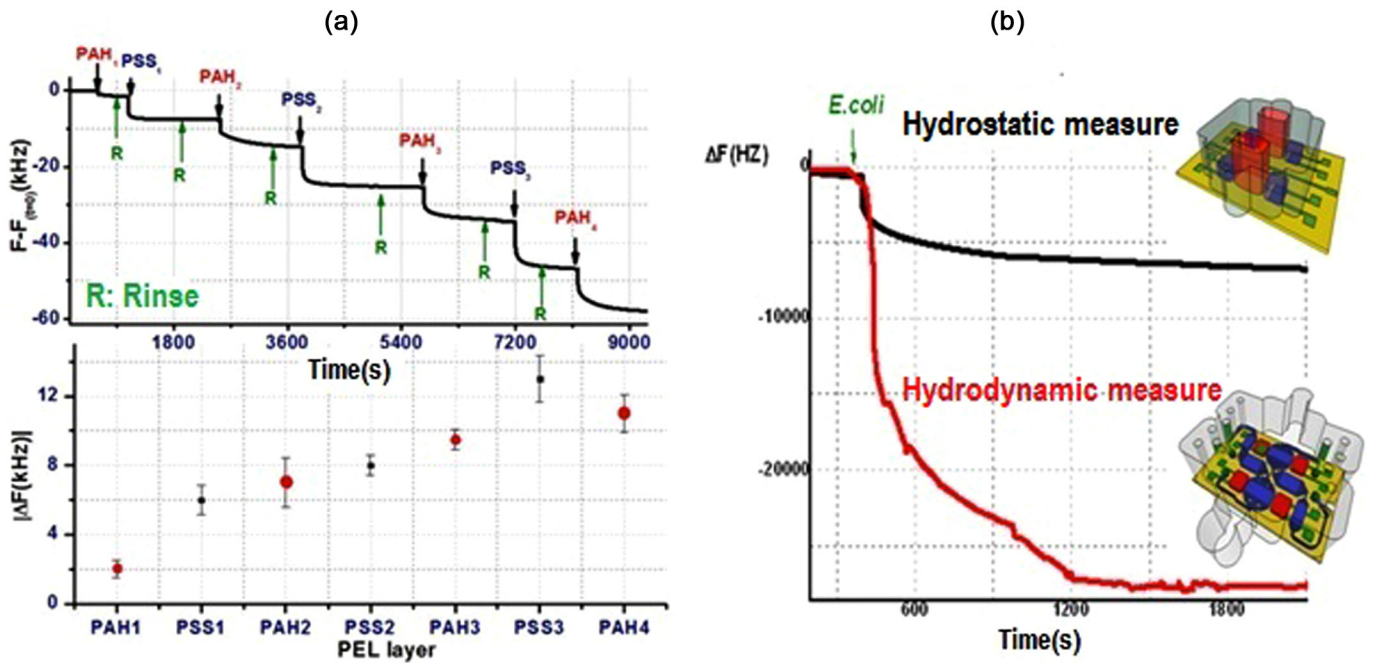 (a)
PAH1 PSS1 PAH2 PSS2 PAH3 PSS3 PAH4
R R R R R R
F-F(t=0)(kHz)
0
-20
-40
-60
R: Rinse
1800 3600 5400 7200 9000
Time(s)
|ΔF(kHz)|
12
8
4
0
PAH1 PSS1 PAH2 PSS2 PAH3 PSS3 PAH4
PEL layer
(b)
E.coli
Hydrostatic measure
ΔF(HZ)
0
-10000
Hydrodynamic measure
-20000
600 1200 1800
Time(s)